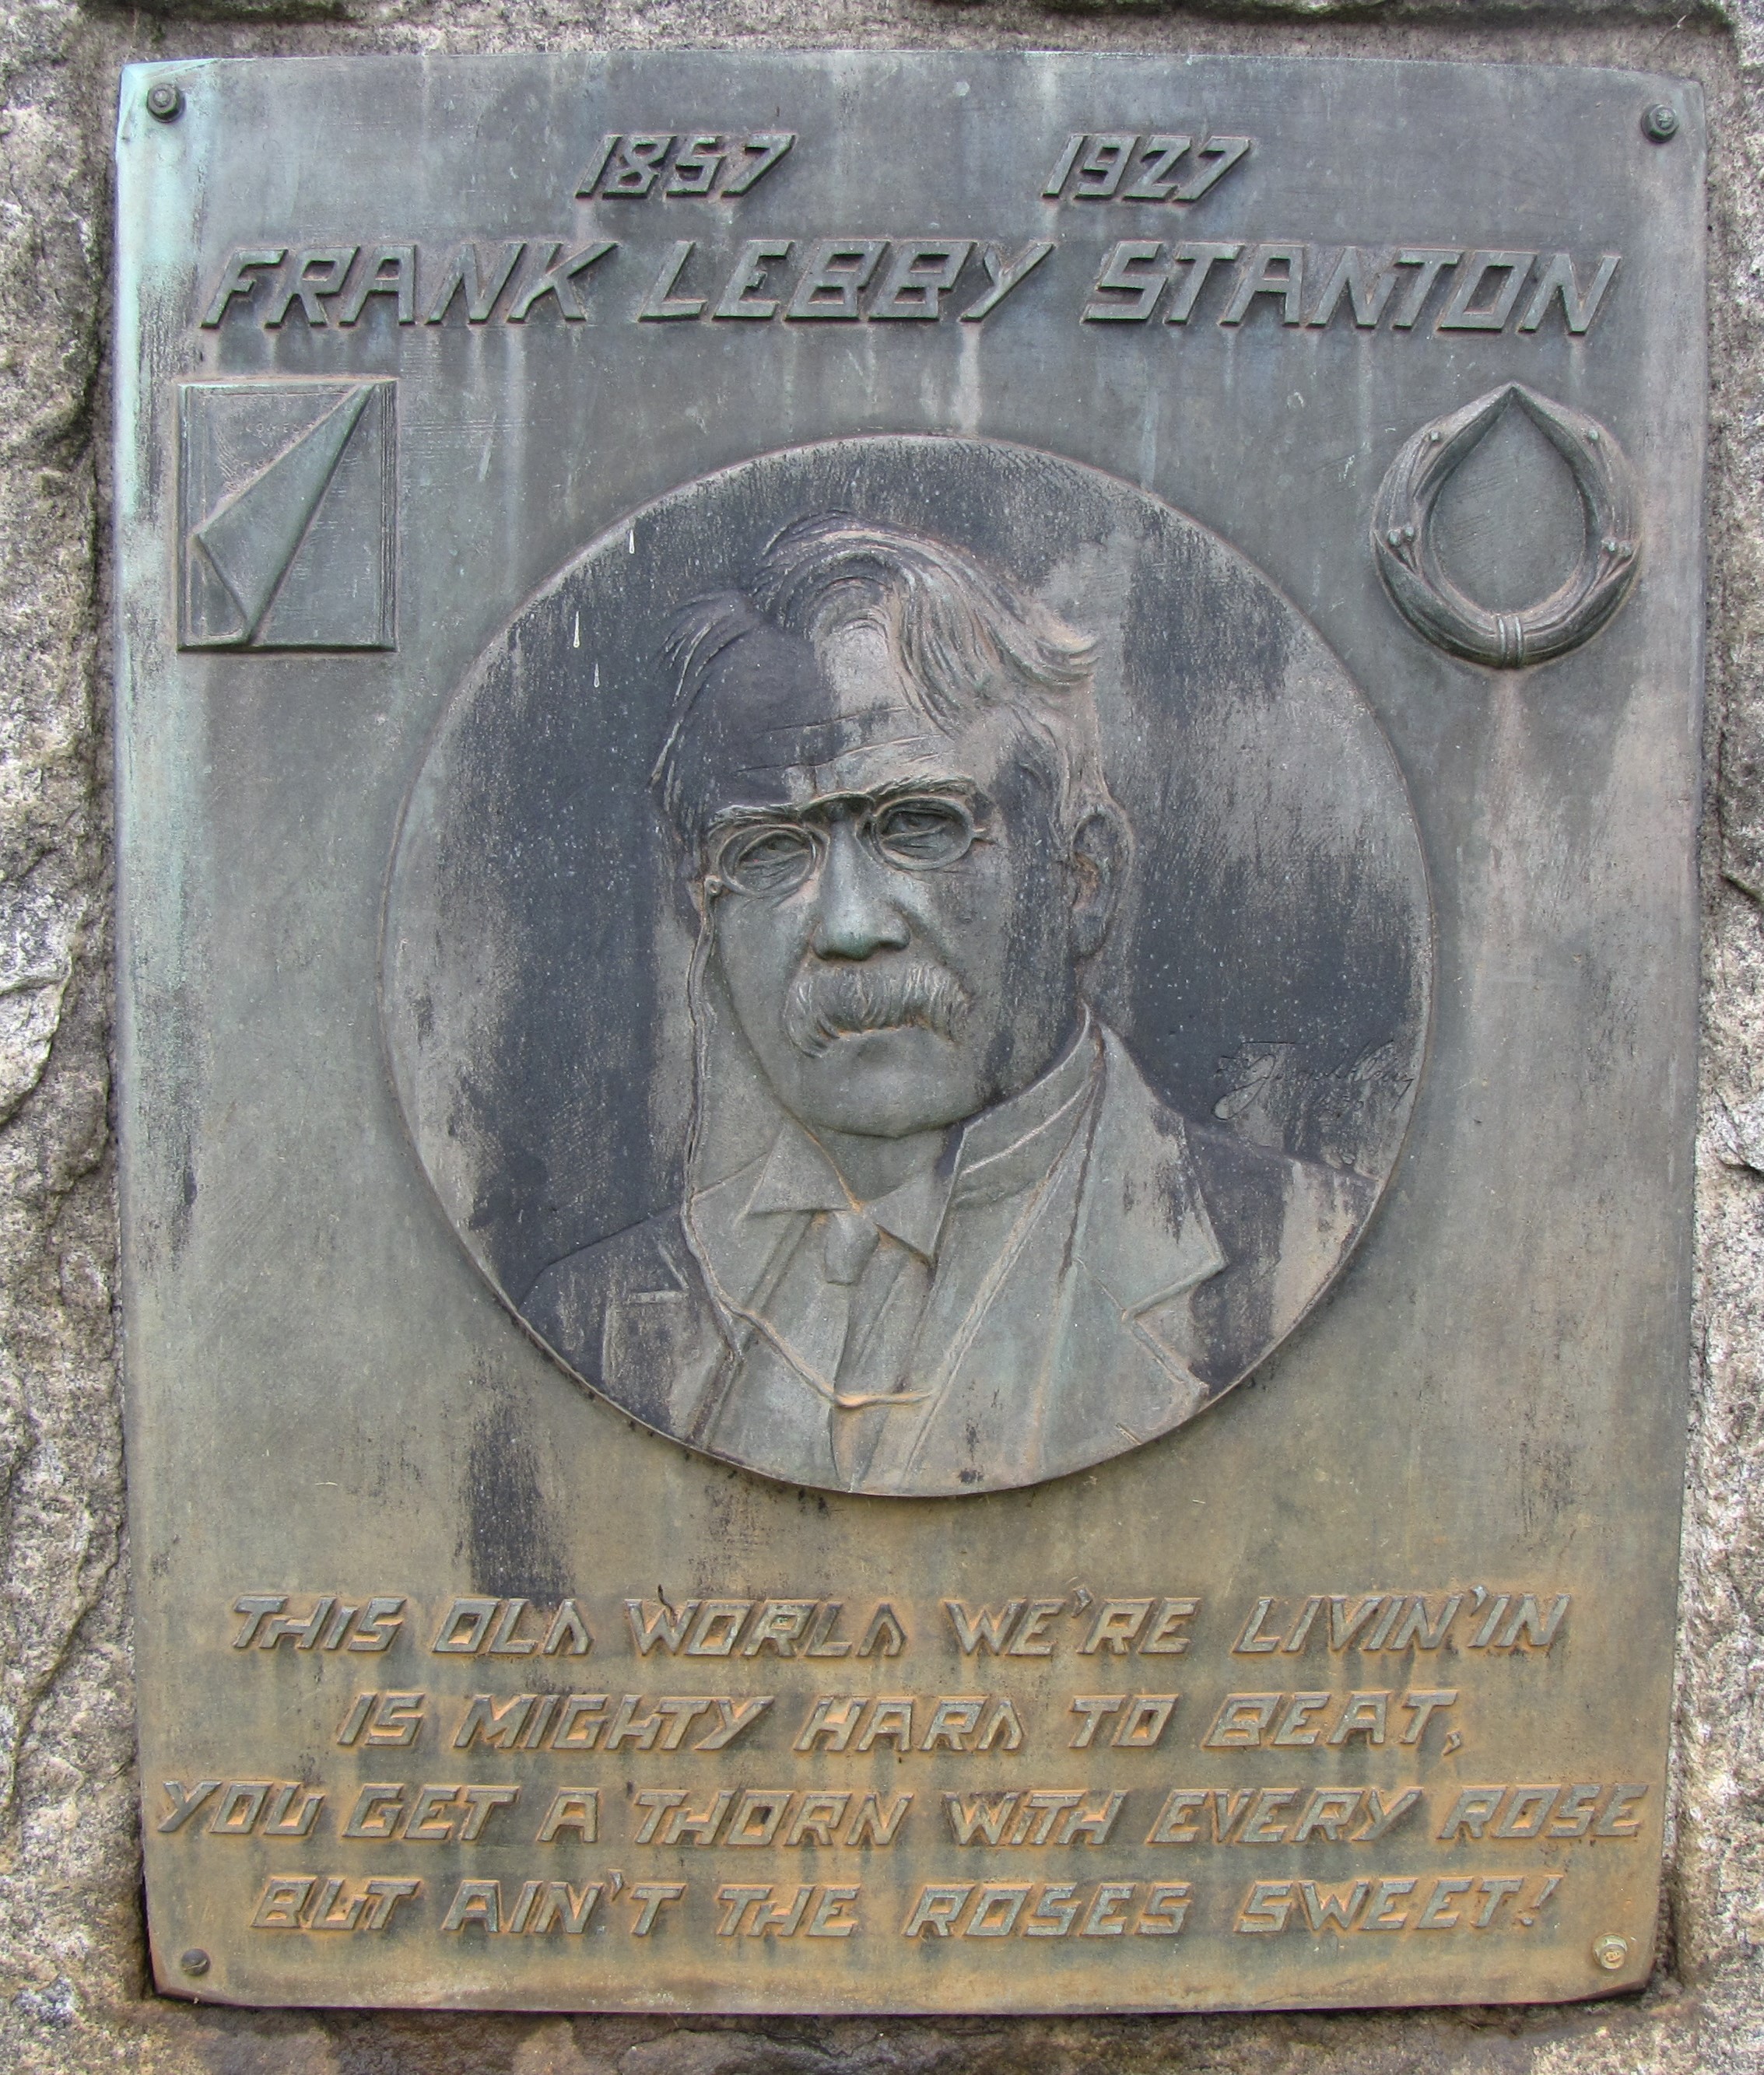 1857 1927
FRANK LEBBY STANTON
THIS OLD WORLD WE'RE LIVIN' IN
IS MIGHTY HARD TO BEAT,
YOU GET A THORN WITH EVERY ROSE
BUT AIN'T THE ROSES SWEET!